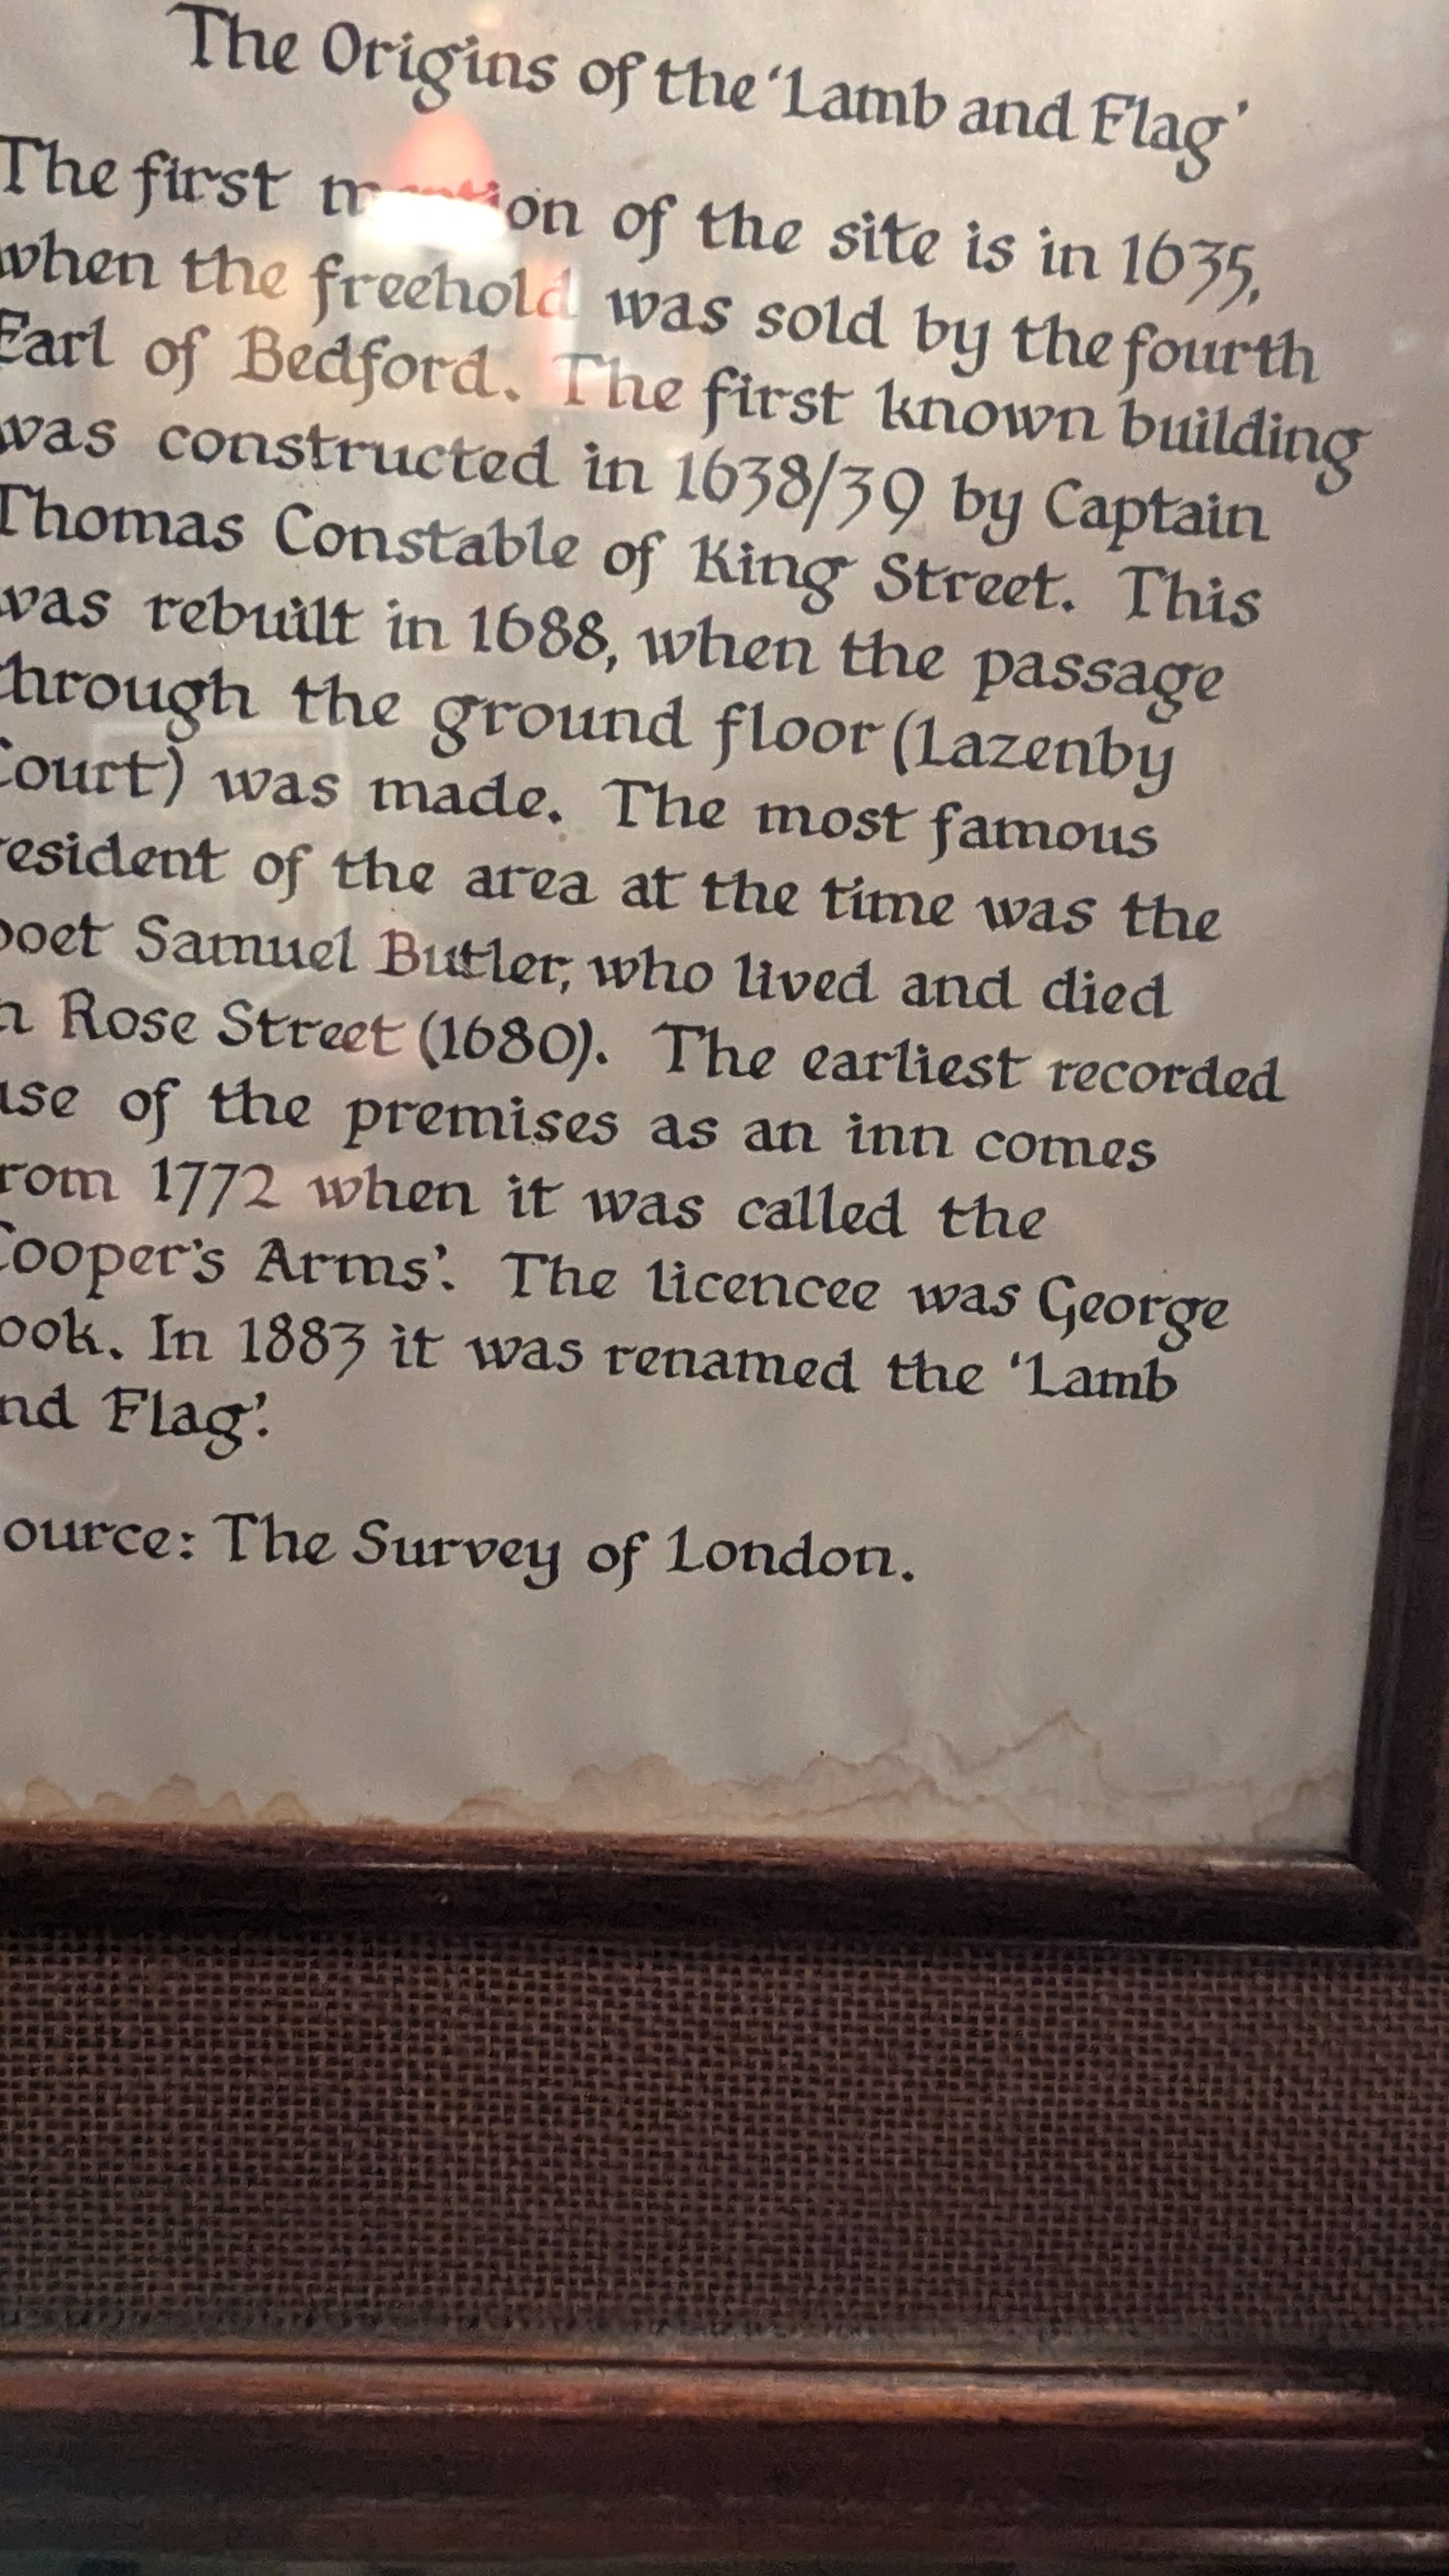 The Origins of the 'Lamb and Flag'
The first mention of the site is in 1635,
when the freehold was sold by the fourth
Earl of Bedford. The first known building
was constructed in 1638/39 by Captain
Thomas Constable of King Street. This
was rebuilt in 1688, when the passage
through the ground floor (Lazenby
Court) was made. The most famous
resident of the area at the time was the
poet Samuel Butler, who lived and died
n Rose Street (1680). The earliest recorded
use of the premises as an inn comes
rom 1772 when it was called the
Cooper's Arms'. The licencee was George
ook. In 1883 it was renamed the 'Lamb
nd Flag'.
ource: The Survey of London.